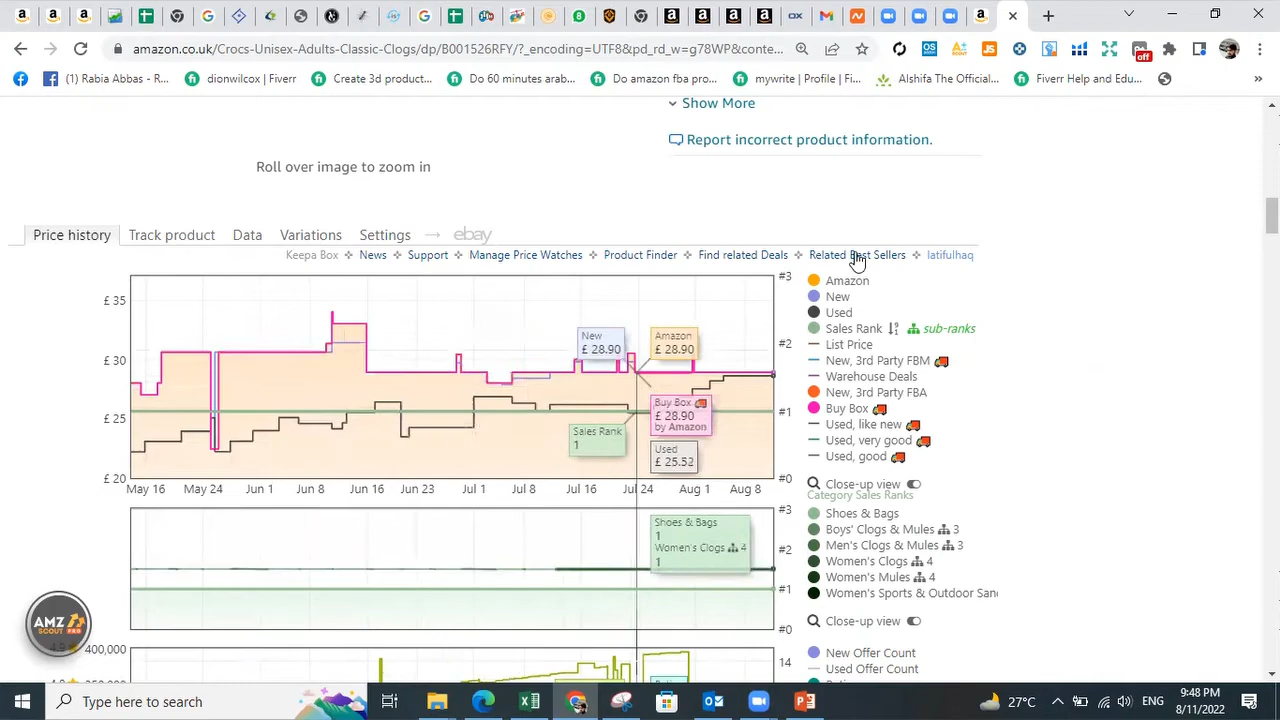 amazon.co.uk/Crocs-Unisex-Adults-Classic-Clogs/dp/B001526RFY/?_encoding=UTF8&pd_rd_w=g78WP&conte...
off
(1) Rabia Abbas - R...
dionwilcox | Fiverr
Create 3d product...
Do 60 minutes arab...
Do amazon fba pro...
mywrite | Profile | Fi...
Alshifa The Official...
Fiverr Help and Edu...
Show More
Report incorrect product information.
Roll over image to zoom in
Price history
Track product
Data
Variations
Settings
ebay
Keepa Box
News
Support
Manage Price Watches
Product Finder
Find related Deals
Related Best Sellers
latifulhaq
£ 35
£ 30
£ 25
£ 20
#3
#2
#1
#0
New
£ 28.90
Amazon
£ 28.90
Buy Box
£ 28.90
by Amazon
Sales Rank
1
Used
£ 25.52
May 16
May 24
Jun 1
Jun 8
Jun 16
Jun 23
Jul 1
Jul 8
Jul 16
Jul 24
Aug 1
Aug 8
Amazon
New
Used
Sales Rank
sub-ranks
List Price
New, 3rd Party FBM
Warehouse Deals
New, 3rd Party FBA
Buy Box
Used, like new
Used, very good
Used, good
Close-up view
Category Sales Ranks
Shoes & Bags
Boys' Clogs & Mules 3
Men's Clogs & Mules 3
Women's Clogs 4
Women's Mules 4
Women's Sports & Outdoor San
Close-up view
#3
#2
#1
#0
Shoes & Bags
1
Women's Clogs 4
1
AMZ
SCOUT PRO
400,000
14
New Offer Count
Used Offer Count
Type here to search
27°C
ENG
9:48 PM
8/11/2022